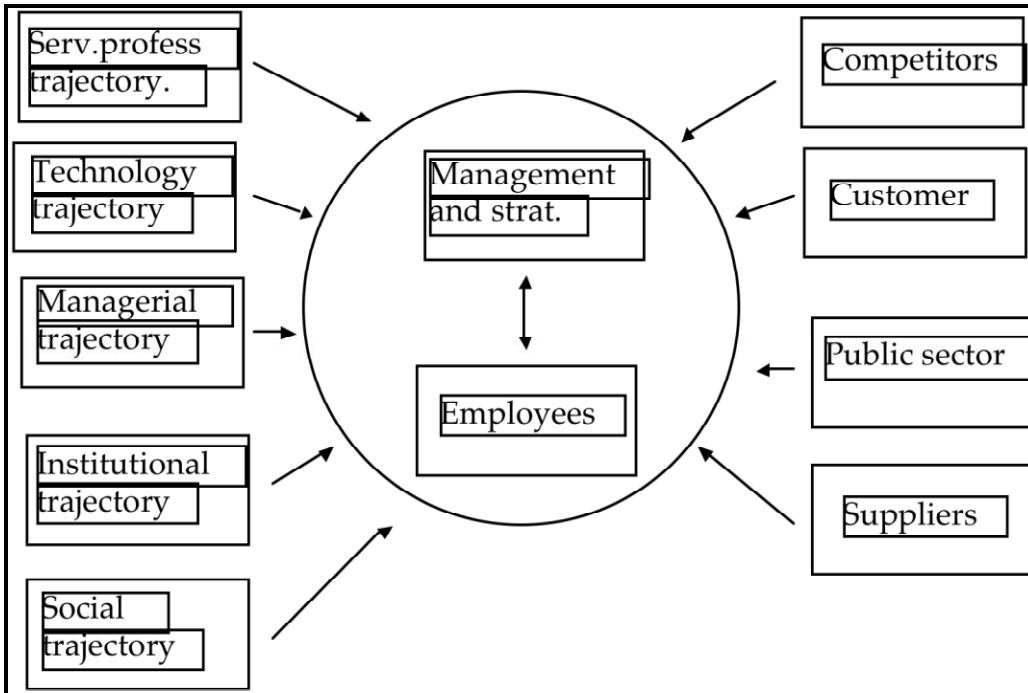 Serv.profess
trajectory.
Technology
trajectory
Managerial
trajectory
Institutional
trajectory
Social
trajectory
Management
and strat.
Employees
Competitors
Customer
Public sector
Suppliers